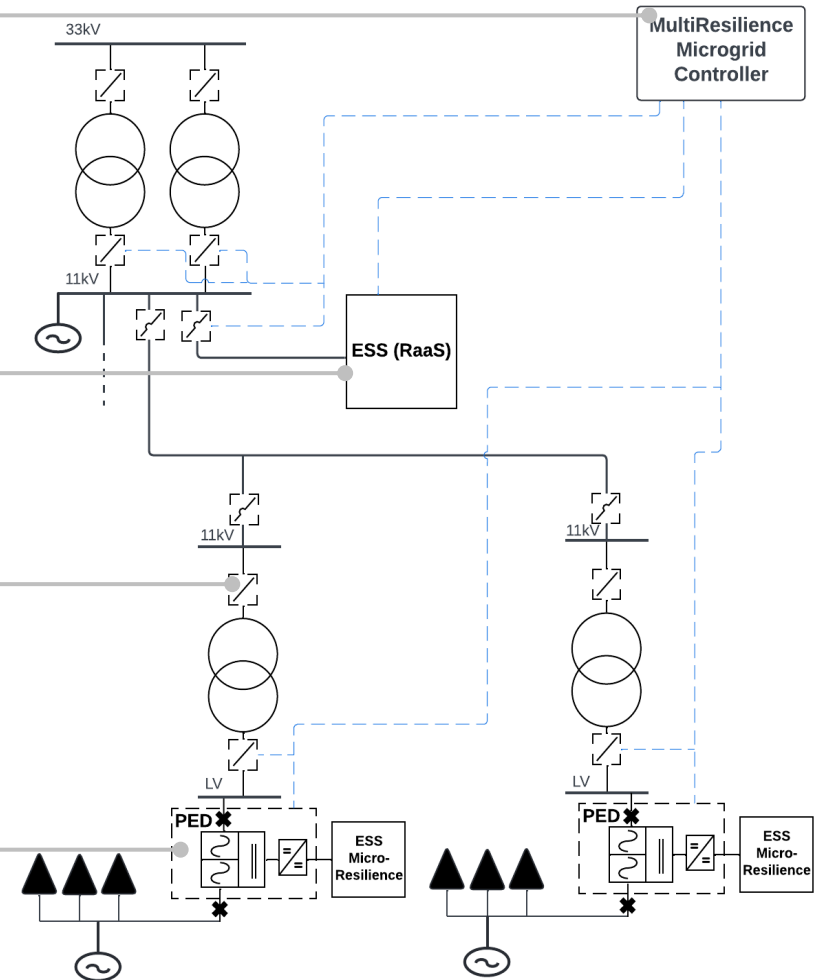 33kV
MultiResilience
Microgrid
Controller
11kV
ESS (RaaS)
11kV
11kV
LV
LV
PED
ESS
Micro-
Resilience
PED
ESS
Micro-
Resilience